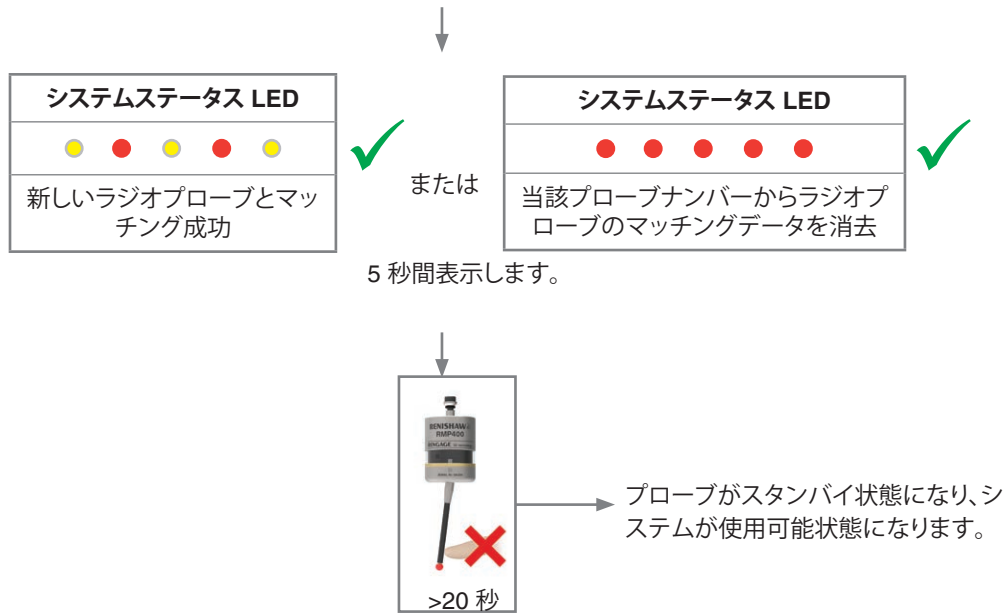 システムステータス LED
新しいラジオプローブとマッ
チング成功
または
システムステータス LED
当該プローブナンバーからラジオプ
ローブのマッチングデータを消去
5 秒間表示します。
RENISHAW
RMP400
ENGAGE
>20 秒
プローブがスタンバイ状態になり、シ
ステムが使用可能状態になります。